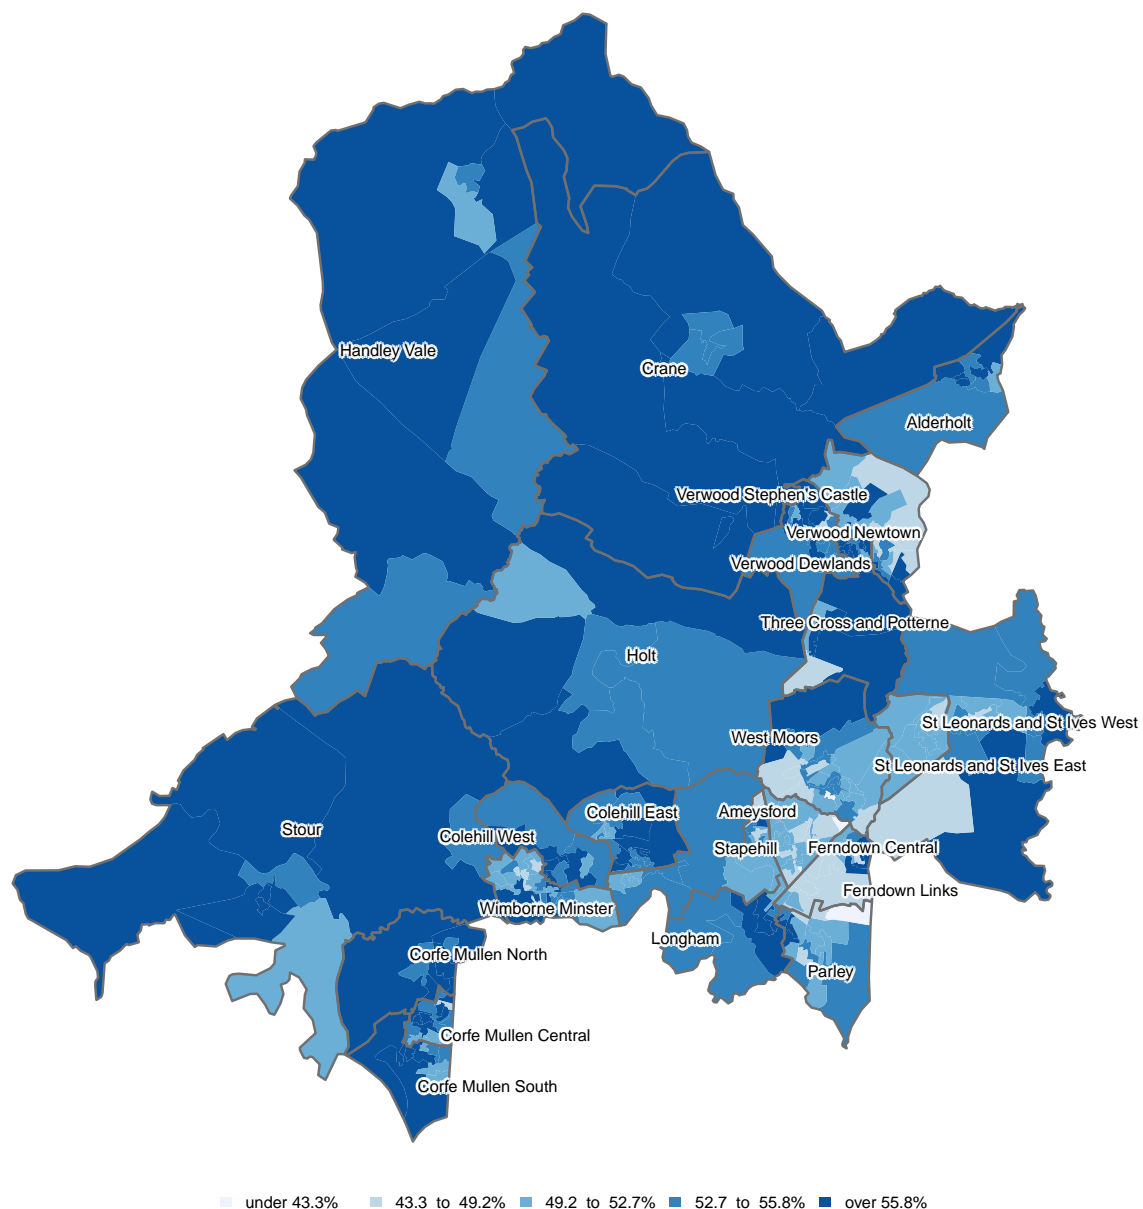 Handley Vale
Crane
Alderholt
Verwood Stephen's Castle
Verwood Newtown
Verwood Dewlands
Three Cross and Potterne
Holt
St Leonards and St Ives West
West Moors
St Leonards and St Ives East
Colehill East
Ameysford
Stour
Colehill West
Stapehill
Ferndown Central
Ferndown Links
Wimborne Minster
Longham
Corfe Mullen North
Parley
Corfe Mullen Central
Corfe Mullen South
under 43.3% 43.3 to 49.2% 49.2 to 52.7% 52.7 to 55.8% over 55.8%